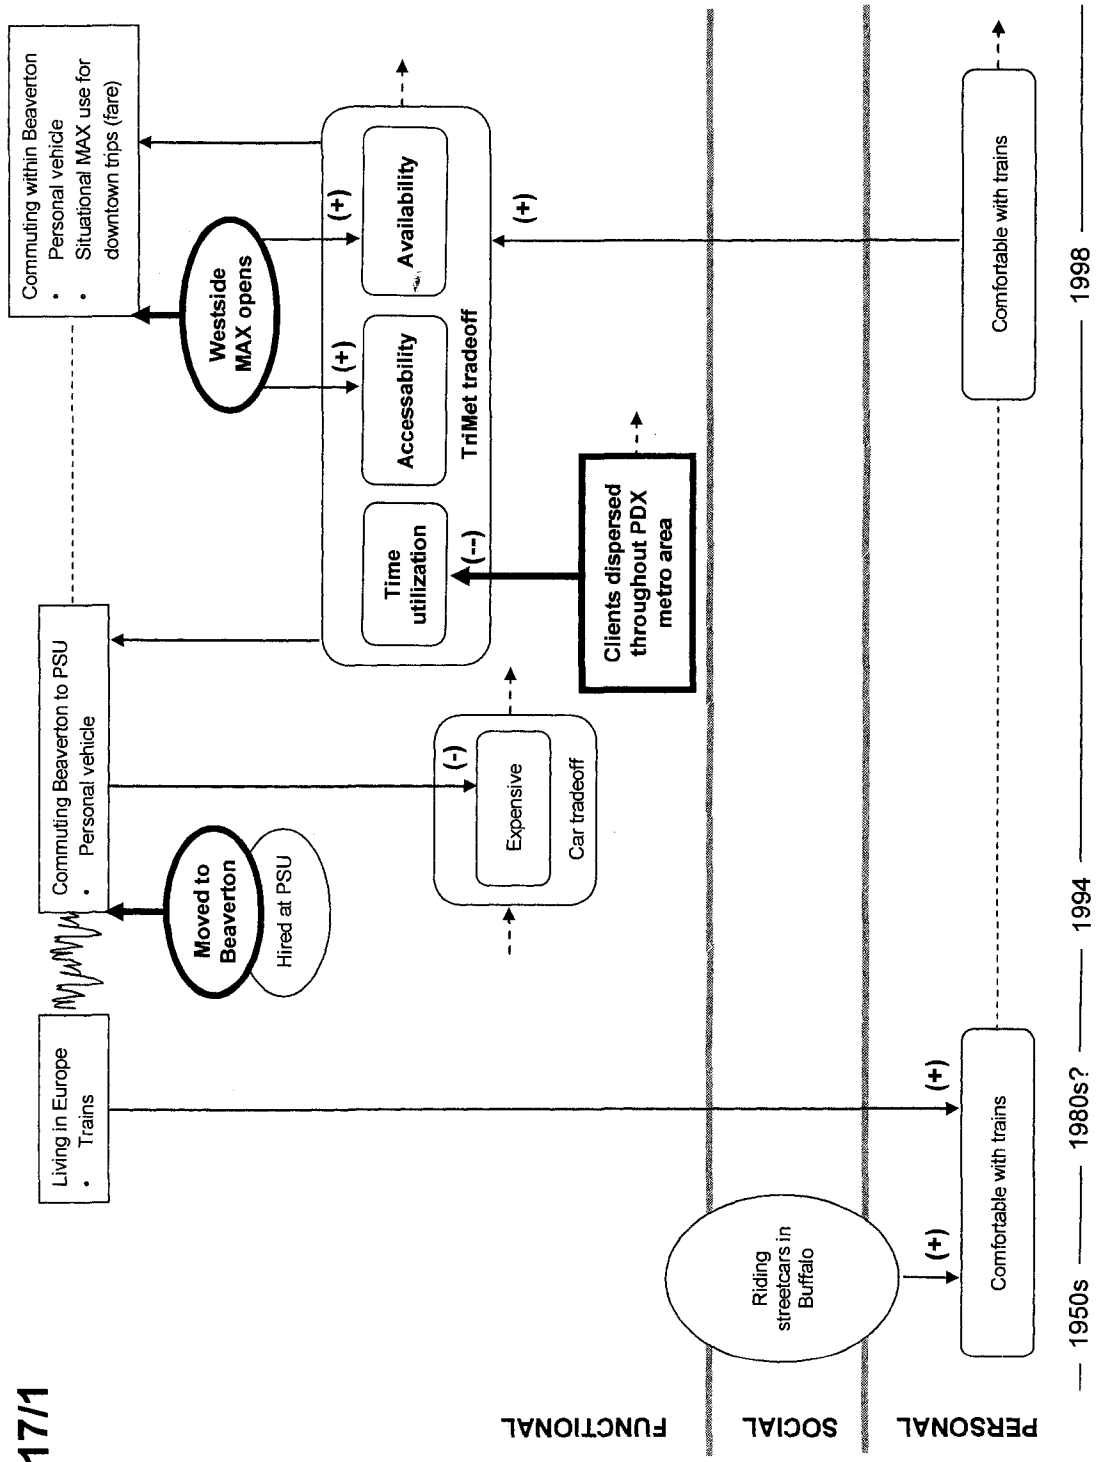 17/1
Living in Europe
• Trains
Commuting Beaverton to PSU
• Personal vehicle
Commuting within Beaverton
• Personal vehicle
• Situational MAX use for
downtown trips (fare)
Moved to
Beaverton
Hired at PSU
Westside
MAX opens
(+)
(+)
Time
utilization
Accessability
Availability
TriMet tradeoff
(--)
(-)
Expensive
Car tradeoff
Clients dispersed
throughout PDX
metro area
(+)
FUNCTIONAL
SOCIAL
PERSONAL
Riding
streetcars in
Buffalo
(+)
(+)
Comfortable with trains
Comfortable with trains
1950s
1980s?
1994
1998